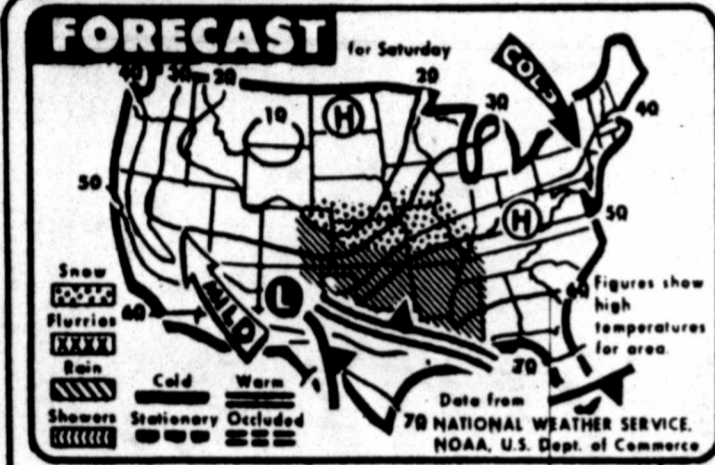 FORECAST
for Saturday
COLD
40 30 20 20
10 H 30
40
50
H
50
Snow
Flurries
Rain
Showers
60
MILD
L
60
Figures show
high
temperatures
for area.
Cold Warm
Stationary Occluded
70
70
Data from
NATIONAL WEATHER SERVICE,
NOAA, U.S. Dept. of Commerce